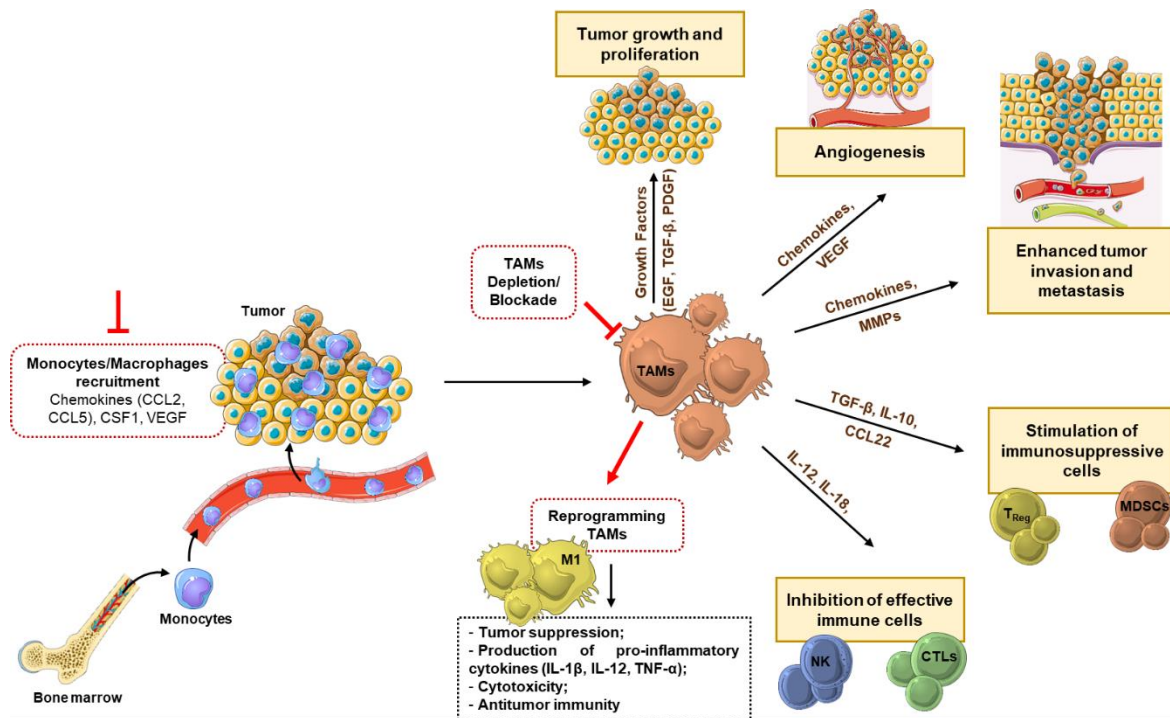 Tumor growth and
proliferation
Angiogenesis
Enhanced tumor
invasion and
metastasis
Growth Factors
(EGF, TGF-β, PDGF)
Chemokines,
VEGF
Chemokines,
MMPs
TAMs
Depletion/
Blockade
TAMs
Tumor
Monocytes/Macrophages
recruitment
Chemokines (CCL2,
CCL5), CSF1, VEGF
TGF-β, IL-10,
CCL22
Stimulation of
immunosuppressive
cells
TReg
MDSCs
IL-12, IL-18,
Reprogramming
TAMs
M1
Monocytes
Bone marrow
- Tumor suppression;
- Production of pro-inflammatory
cytokines (IL-1β, IL-12, TNF-α);
- Cytotoxicity;
- Antitumor immunity
Inhibition of effective
immune cells
NK
CTLs